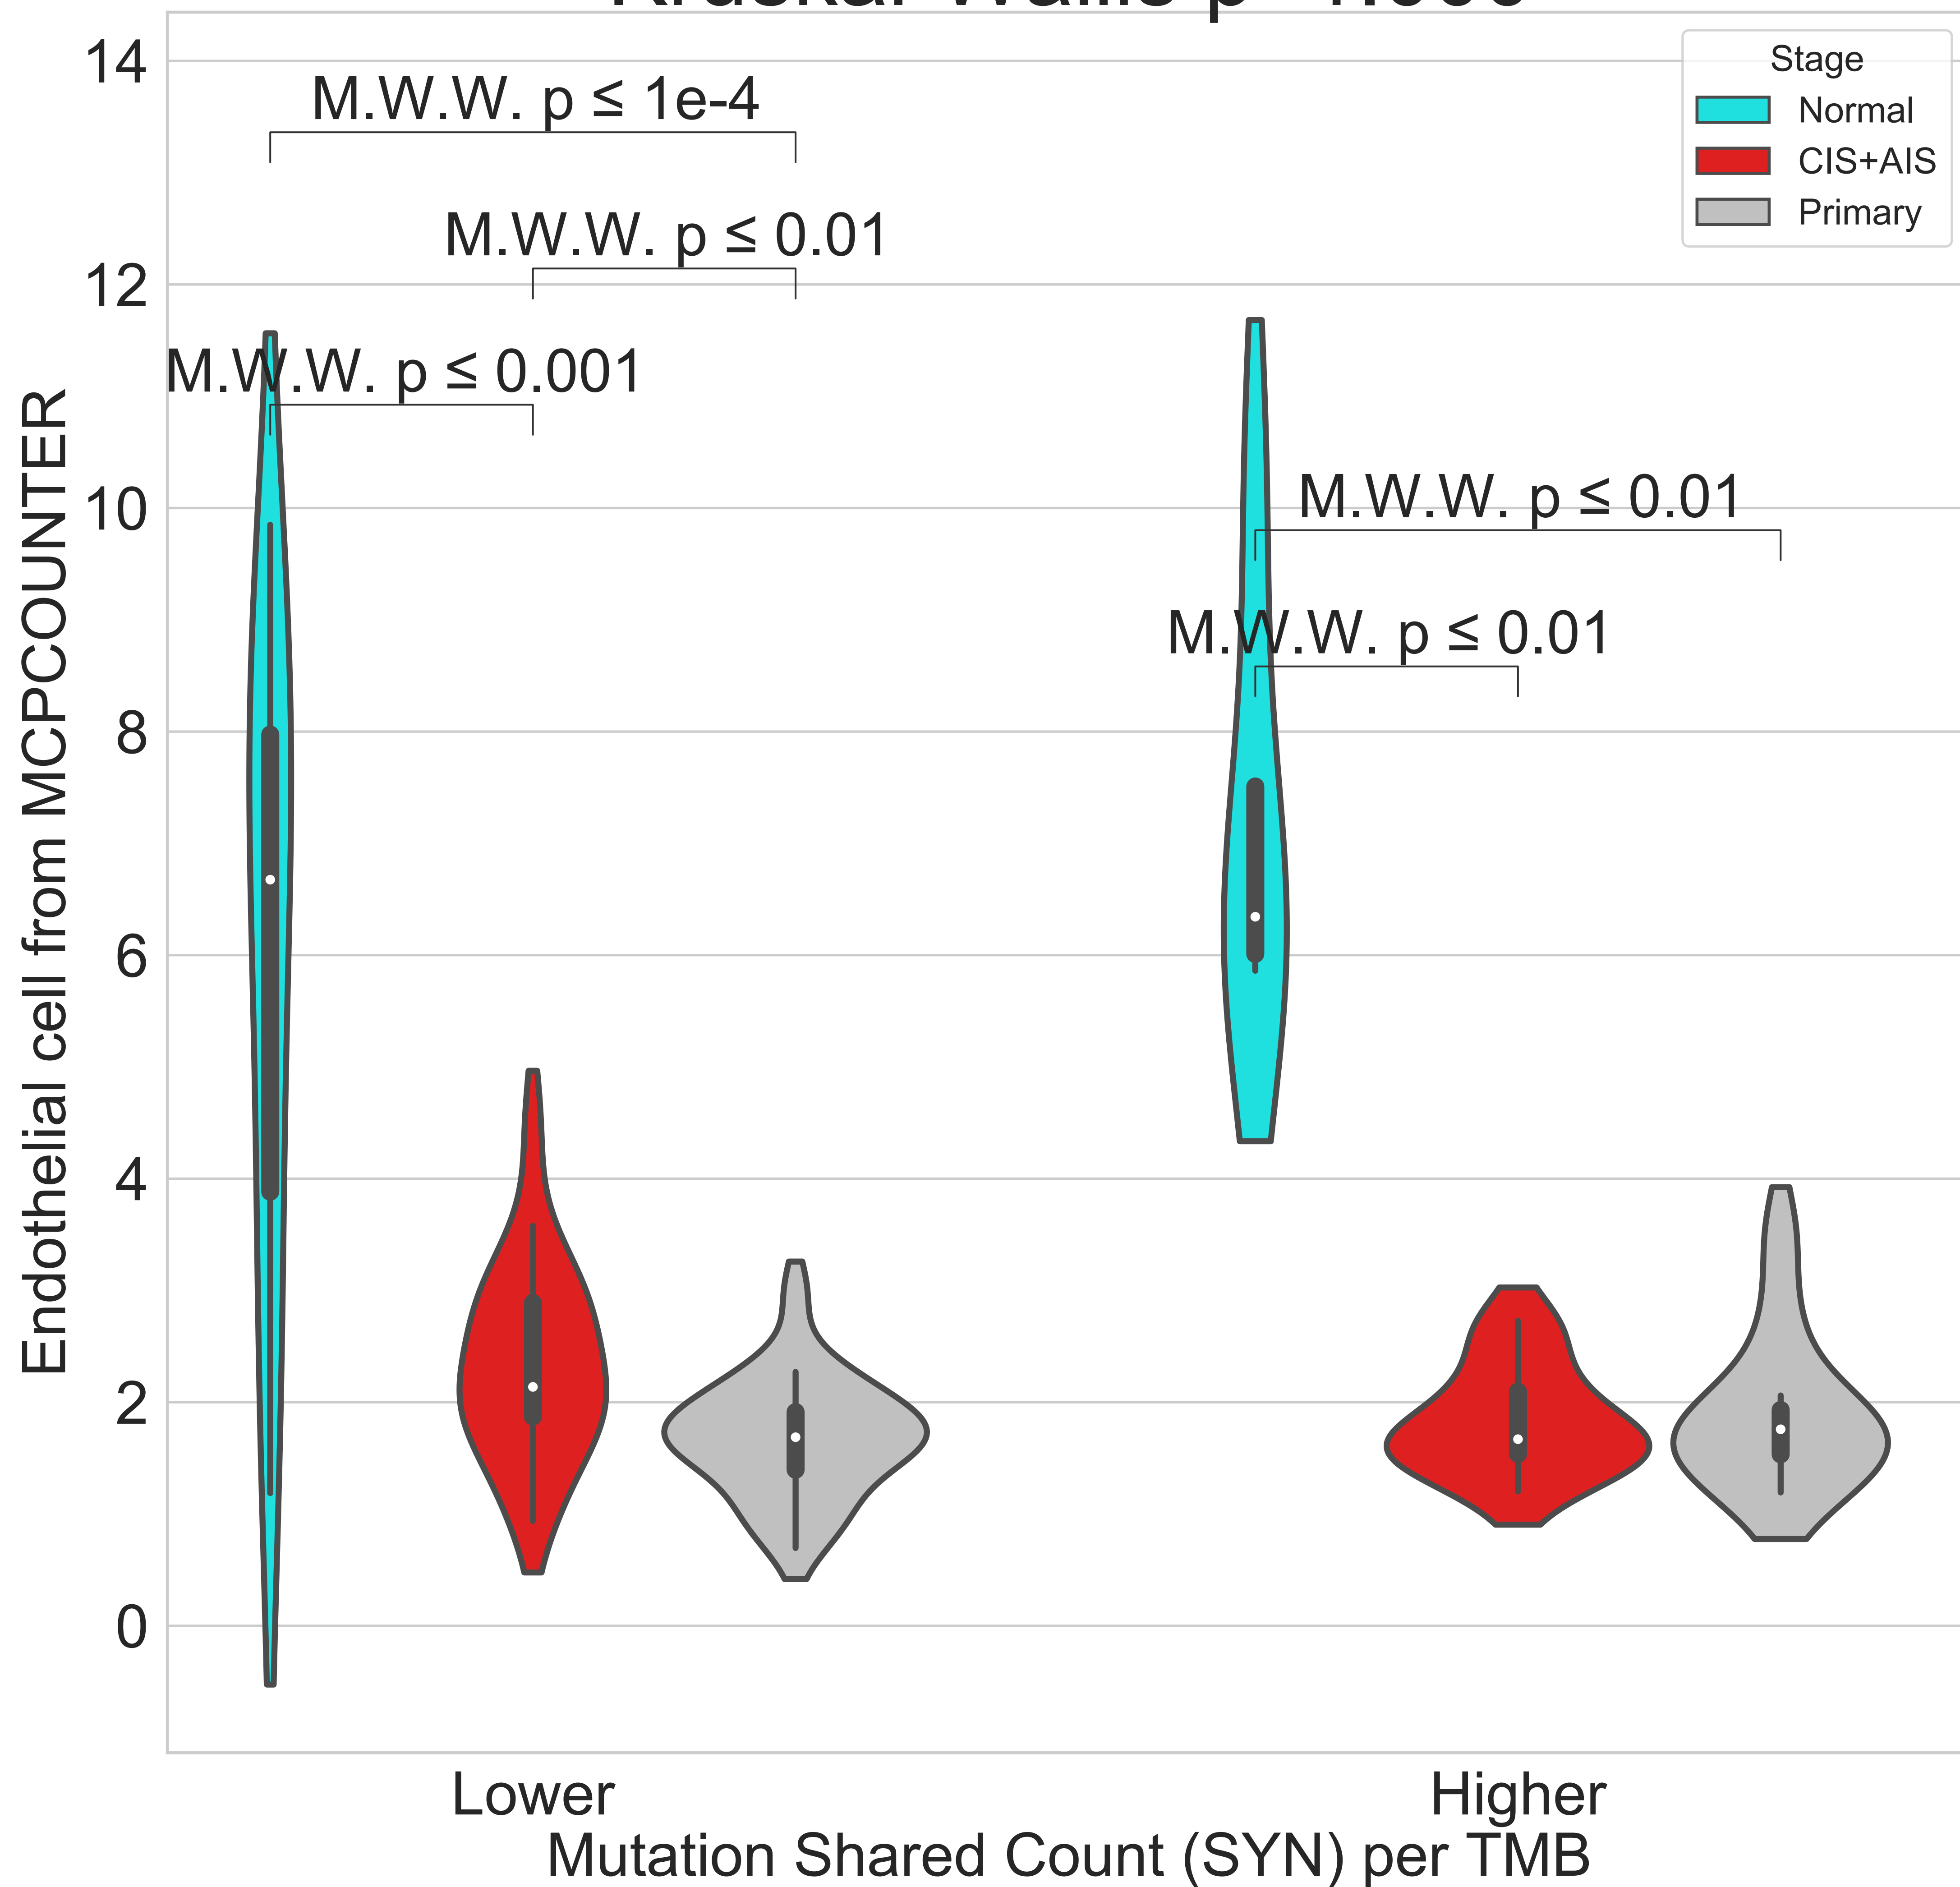 14
12
10
8
6
4
2
0
Endothelial cell from MCPCOUNTER
M.W.W. p ≤ 1e-4
M.W.W. p ≤ 0.01
M.W.W. p ≤ 0.001
M.W.W. p ≤ 0.01
M.W.W. p ≤ 0.01
Stage
Normal
CIS+AIS
Primary
Lower
Higher
Mutation Shared Count (SYN) per TMB